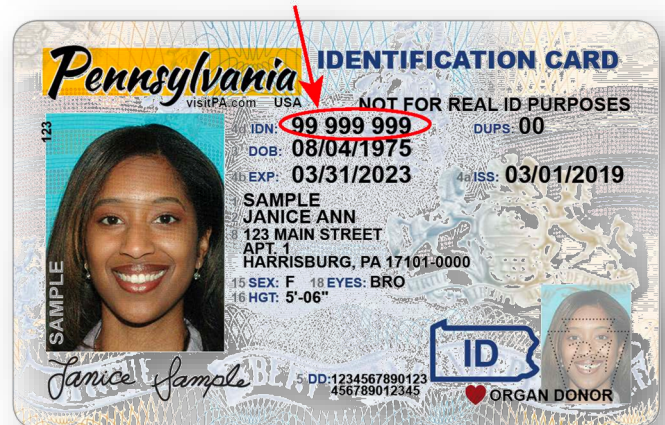 Pennsylvania
visitPA.com USA
IDENTIFICATION CARD
NOT FOR REAL ID PURPOSES
123
4d IDN: 99 999 999 DUPS: 00
DOB: 08/04/1975
4b EXP: 03/31/2023 4a ISS: 03/01/2019
SAMPLE
JANICE ANN
8 123 MAIN STREET
APT. 1
HARRISBURG, PA 17101-0000
15 SEX: F 18 EYES: BRO
16 HGT: 5'-06"
SAMPLE
Janice Sample
5 DD:1234567890123
456789012345
ID
ORGAN DONOR